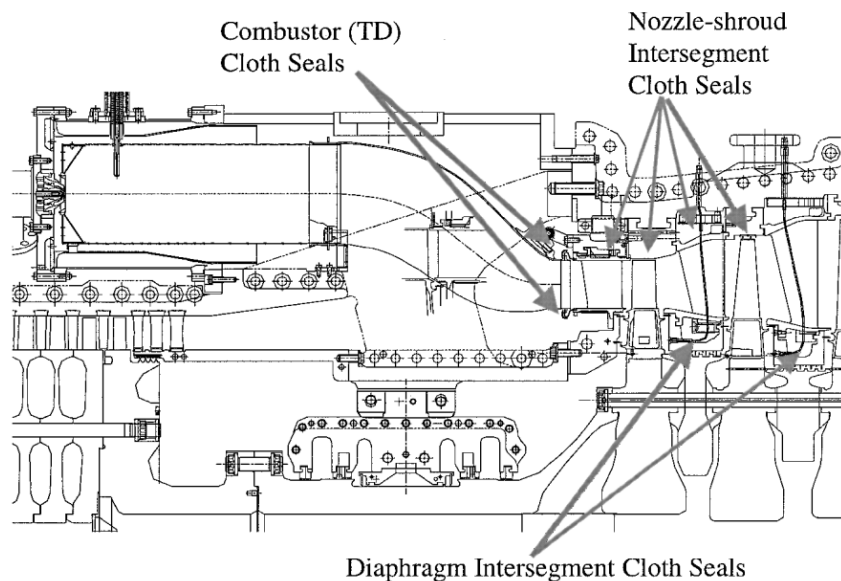 Combustor (TD)
Cloth Seals
Nozzle-shroud
Intersegment
Cloth Seals
Diaphragm Intersegment Cloth Seals